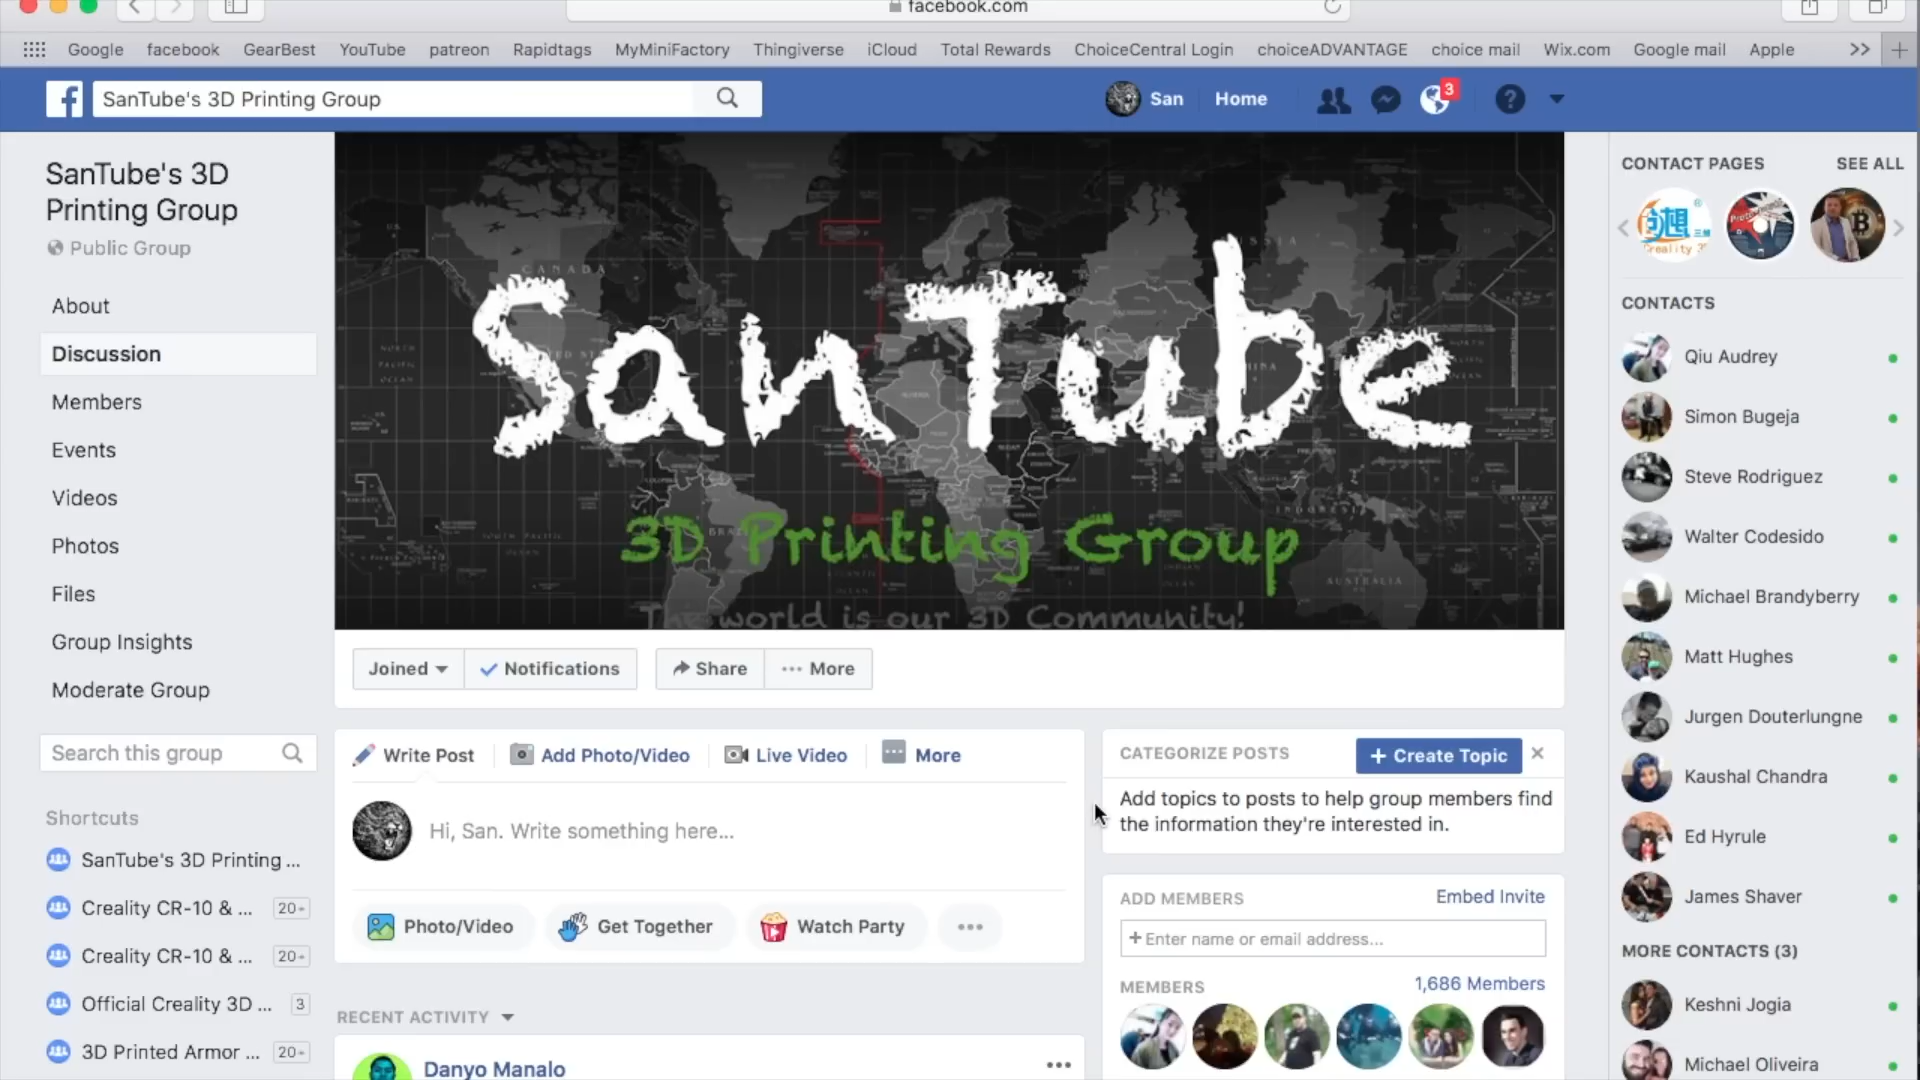 facebook.com
Google
facebook
GearBest
YouTube
patreon
Rapidtags
MyMiniFactory
Thingiverse
iCloud
Total Rewards
ChoiceCentral Login
choiceADVANTAGE
choice mail
Wix.com
Google mail
Apple
>>
+
SanTube's 3D Printing Group
San
Home
3
SanTube's 3D
Printing Group
Public Group
About
Discussion
Members
Events
Videos
Photos
Files
Group Insights
Moderate Group
Search this group
Shortcuts
SanTube's 3D Printing ...
Creality CR-10 & ... 20+
Creality CR-10 & ... 20+
Official Creality 3D ... 3
3D Printed Armor ... 20+
CANADA
SanTube
3D Printing Group
The world is our 3D Community!
AUSTRALIA
Joined
Notifications
Share
More
Write Post
Add Photo/Video
Live Video
More
Hi, San. Write something here...
Photo/Video
Get Together
Watch Party
RECENT ACTIVITY
Danyo Manalo
CATEGORIZE POSTS
+ Create Topic
Add topics to posts to help group members find
the information they're interested in.
ADD MEMBERS
Embed Invite
+ Enter name or email address...
MEMBERS
1,686 Members
CONTACT PAGES
SEE ALL
创想三维
Creality 3
CONTACTS
Qiu Audrey
Simon Bugeja
Steve Rodriguez
Walter Codesido
Michael Brandyberry
Matt Hughes
Jurgen Douterlungne
Kaushal Chandra
Ed Hyrule
James Shaver
MORE CONTACTS (3)
Keshni Jogia
Michael Oliveira